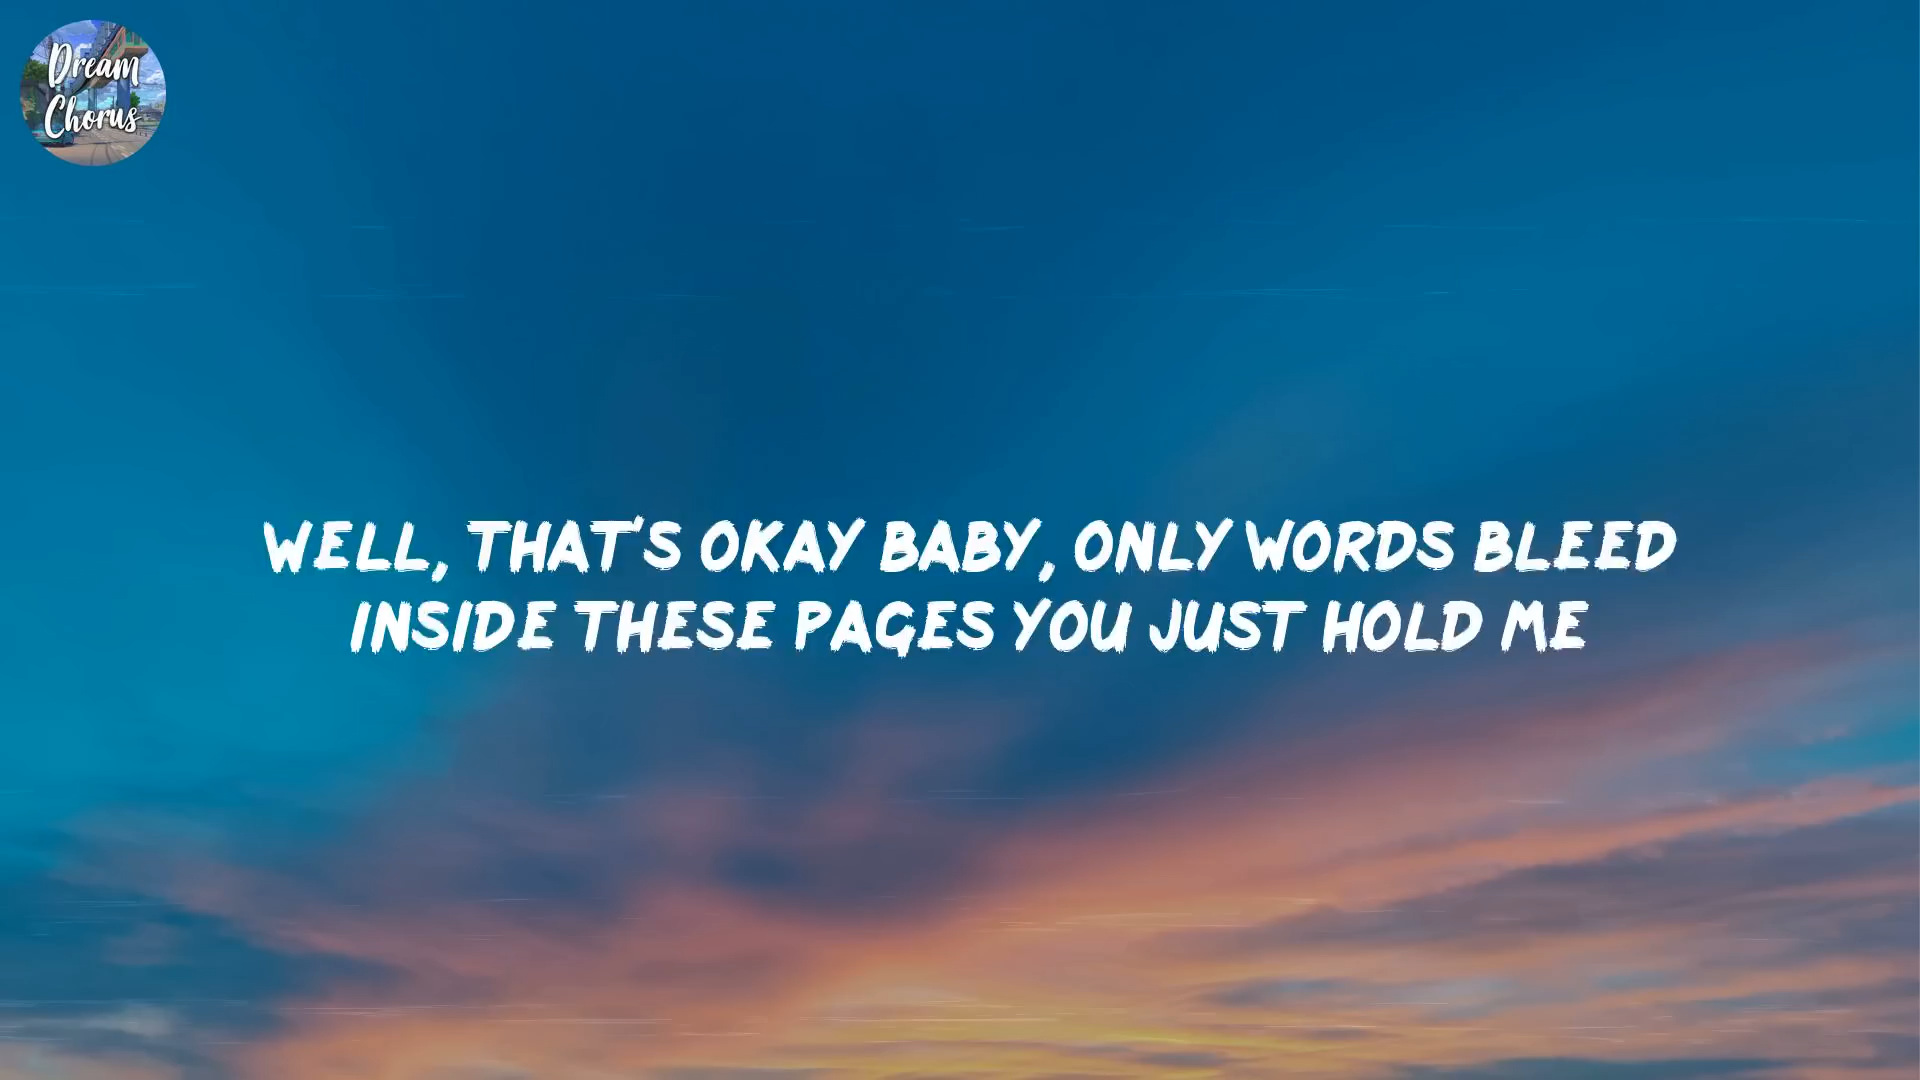 Dream
Chorus
WELL, THAT'S OKAY BABY, ONLY WORDS BLEED
INSIDE THESE PAGES YOU JUST HOLD ME